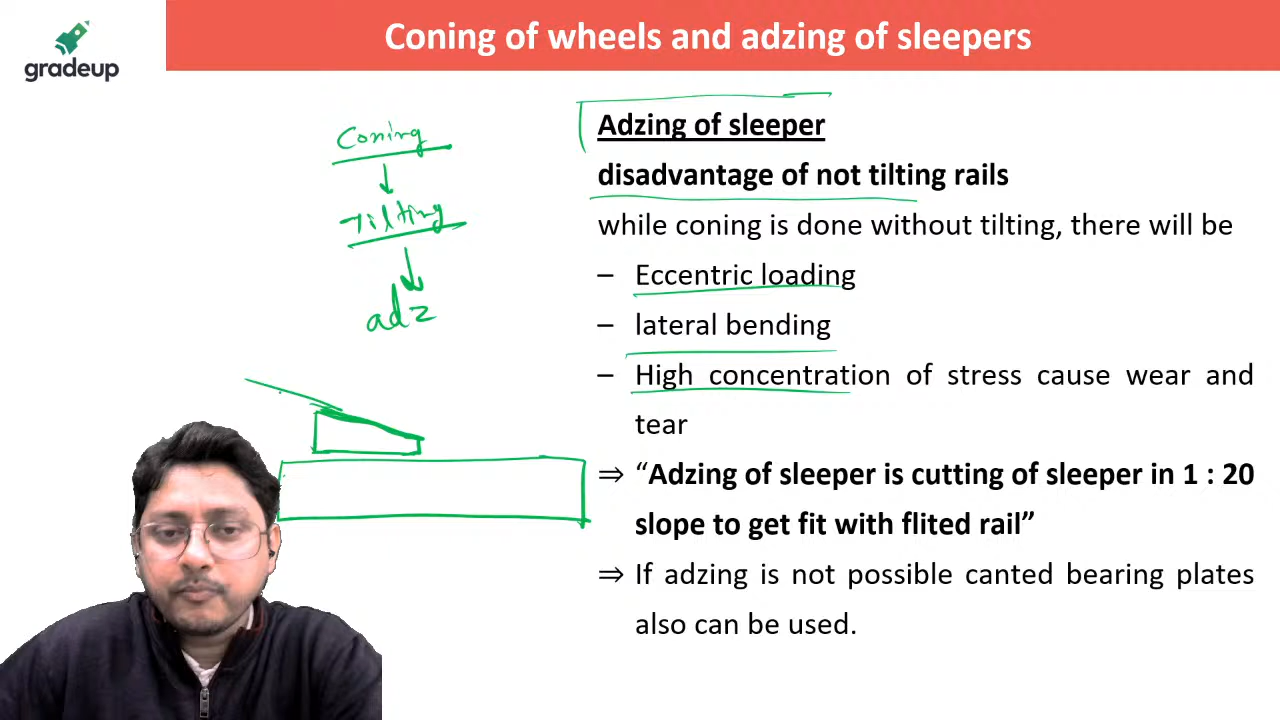 Coning of wheels and adzing of sleepers
gradeup
Coning
Tilting
adz
Adzing of sleeper
disadvantage of not tilting rails
while coning is done without tilting, there will be
– Eccentric loading
– lateral bending
– High concentration of stress cause wear and
tear
⇒ “Adzing of sleeper is cutting of sleeper in 1 : 20
slope to get fit with flited rail”
⇒ If adzing is not possible canted bearing plates
also can be used.